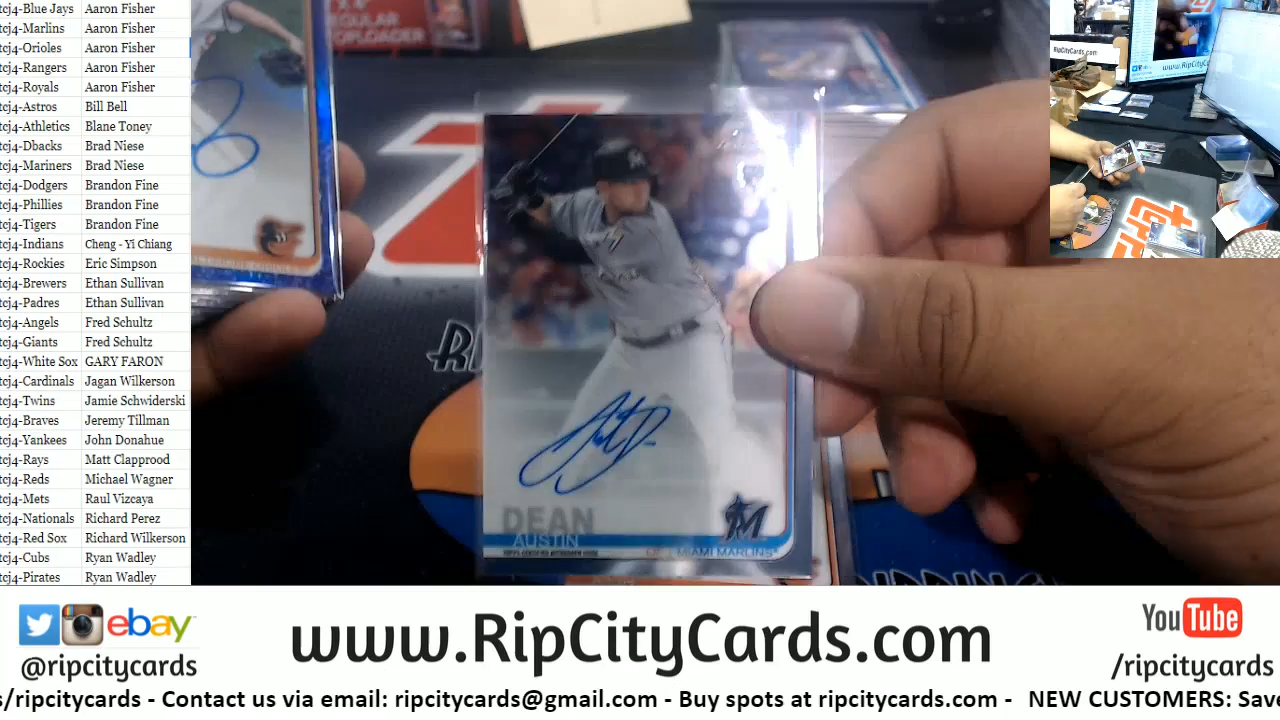 tcj4-Blue Jays Aaron Fisher
tcj4-Marlins Aaron Fisher
tcj4-Orioles Aaron Fisher
tcj4-Rangers Aaron Fisher
tcj4-Royals Aaron Fisher
tcj4-Astros Bill Bell
tcj4-Athletics Blane Toney
tcj4-Dbacks Brad Niese
tcj4-Mariners Brad Niese
tcj4-Dodgers Brandon Fine
tcj4-Phillies Brandon Fine
tcj4-Tigers Brandon Fine
tcj4-Indians Cheng - Yi Chiang
tcj4-Rockies Eric Simpson
tcj4-Brewers Ethan Sullivan
tcj4-Padres Ethan Sullivan
tcj4-Angels Fred Schultz
tcj4-Giants Fred Schultz
tcj4-White Sox GARY FARON
tcj4-Cardinals Jagan Wilkerson
tcj4-Twins Jamie Schwiderski
tcj4-Braves Jeremy Tillman
tcj4-Yankees John Donahue
tcj4-Rays Matt Clapprood
tcj4-Reds Michael Wagner
tcj4-Mets Raul Vizcaya
tcj4-Nationals Richard Perez
tcj4-Red Sox Richard Wilkerson
tcj4-Cubs Ryan Wadley
tcj4-Pirates Ryan Wadley
REGULAR
TOPLOADER
DEAN
AUSTIN
MIAMI MARLINS
RipCityCards.com
ebay
@ripcitycards
www.RipCityCards.com
YouTube
/ripcitycards
s/ripcitycards - Contact us via email: ripcitycards@gmail.com - Buy spots at ripcitycards.com - NEW CUSTOMERS: Save